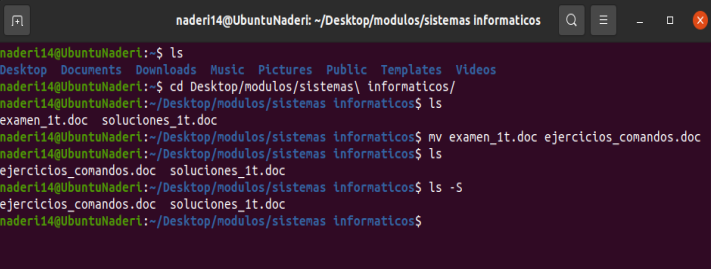 naderi14@UbuntuNaderi: ~/Desktop/modulos/sistemas informaticos
naderi14@UbuntuNaderi:~$ ls
Desktop  Documents  Downloads  Music  Pictures  Public  Templates  Videos
naderi14@UbuntuNaderi:~$ cd Desktop/modulos/sistemas\ informaticos/
naderi14@UbuntuNaderi:~/Desktop/modulos/sistemas informaticos$ ls
examen_1t.doc  soluciones_1t.doc
naderi14@UbuntuNaderi:~/Desktop/modulos/sistemas informaticos$ mv examen_1t.doc ejercicios_comandos.doc
naderi14@UbuntuNaderi:~/Desktop/modulos/sistemas informaticos$ ls
ejercicios_comandos.doc  soluciones_1t.doc
naderi14@UbuntuNaderi:~/Desktop/modulos/sistemas informaticos$ ls -S
ejercicios_comandos.doc  soluciones_1t.doc
naderi14@UbuntuNaderi:~/Desktop/modulos/sistemas informaticos$